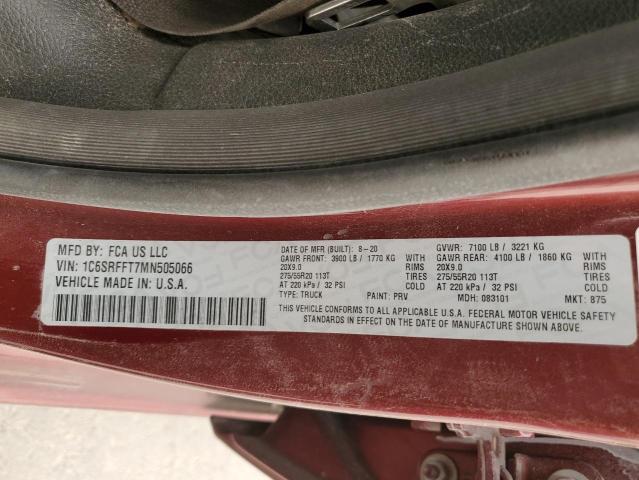 MFD BY: FCA US LLC
VIN: 1C6SRFFT7MN505066
VEHICLE MADE IN: U.S.A.
DATE OF MFR (BUILT): 8-20
GVWR: 7100 LB / 3221 KG
GAWR FRONT: 3900 LB / 1770 KG WITH
GAWR REAR: 4100 LB / 1860 KG WITH
20X9.0 RIMS
20X9.0 RIMS
275/55R20 113T TIRES
275/55R20 113T TIRES
AT 220 kPa / 32 PSI COLD
AT 220 kPa / 32 PSI COLD
TYPE: TRUCK PAINT: PRV MDH: 083101 MKT: 875
THIS VEHICLE CONFORMS TO ALL APPLICABLE U.S.A. FEDERAL MOTOR VEHICLE SAFETY
STANDARDS IN EFFECT ON THE DATE OF MANUFACTURE SHOWN ABOVE.